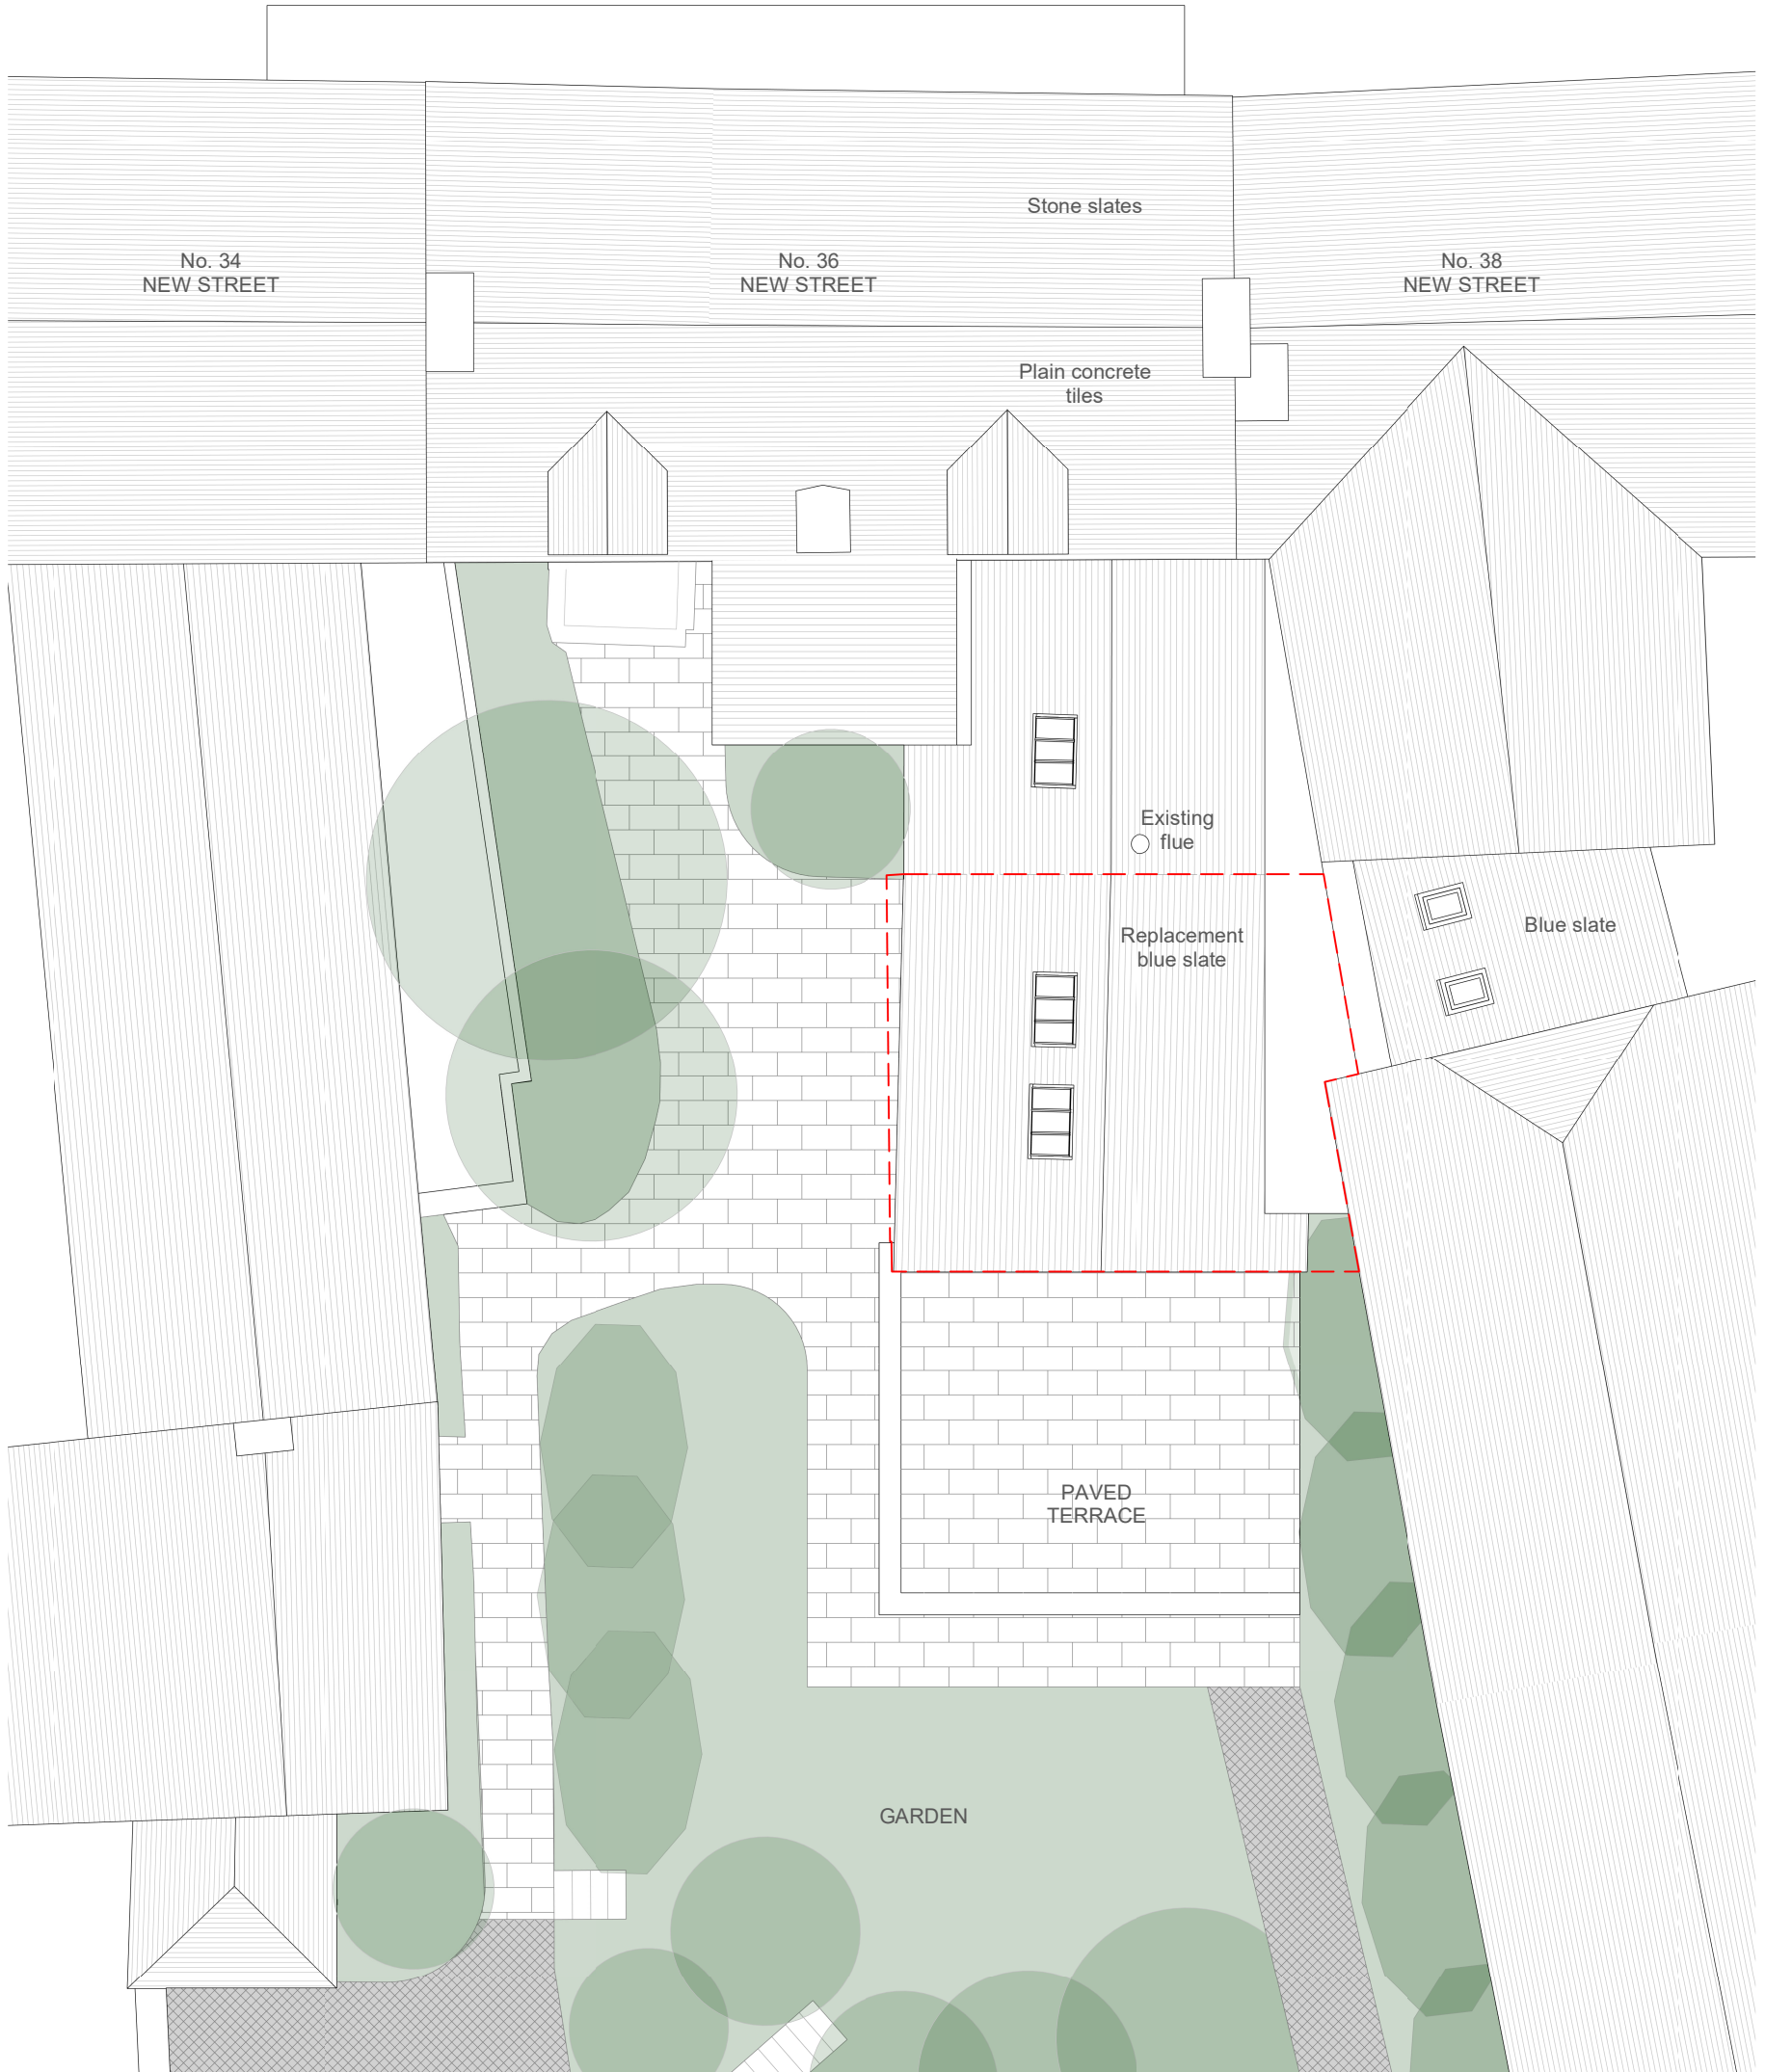 Stone slates
No. 34
NEW STREET
No. 36
NEW STREET
No. 38
NEW STREET
Plain concrete
tiles
Existing
flue
Replacement
blue slate
Blue slate
PAVED
TERRACE
GARDEN